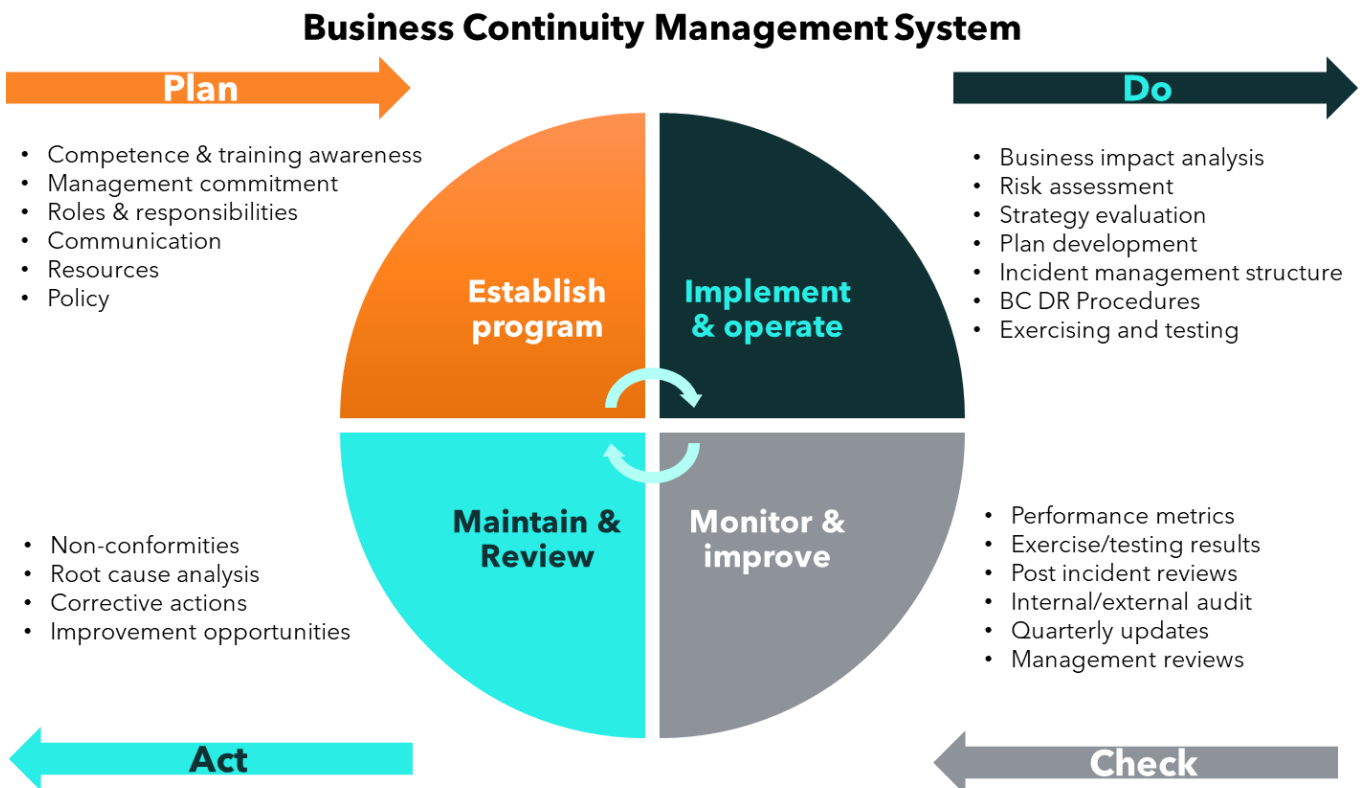 Business Continuity Management System
Plan
Do
• Competence & training awareness
• Management commitment
• Roles & responsibilities
• Communication
• Resources
• Policy
• Business impact analysis
• Risk assessment
• Strategy evaluation
• Plan development
• Incident management structure
• BC DR Procedures
• Exercising and testing
Establish
program
Implement
& operate
Maintain &
Review
Monitor &
improve
• Non-conformities
• Root cause analysis
• Corrective actions
• Improvement opportunities
• Performance metrics
• Exercise/testing results
• Post incident reviews
• Internal/external audit
• Quarterly updates
• Management reviews
Act
Check